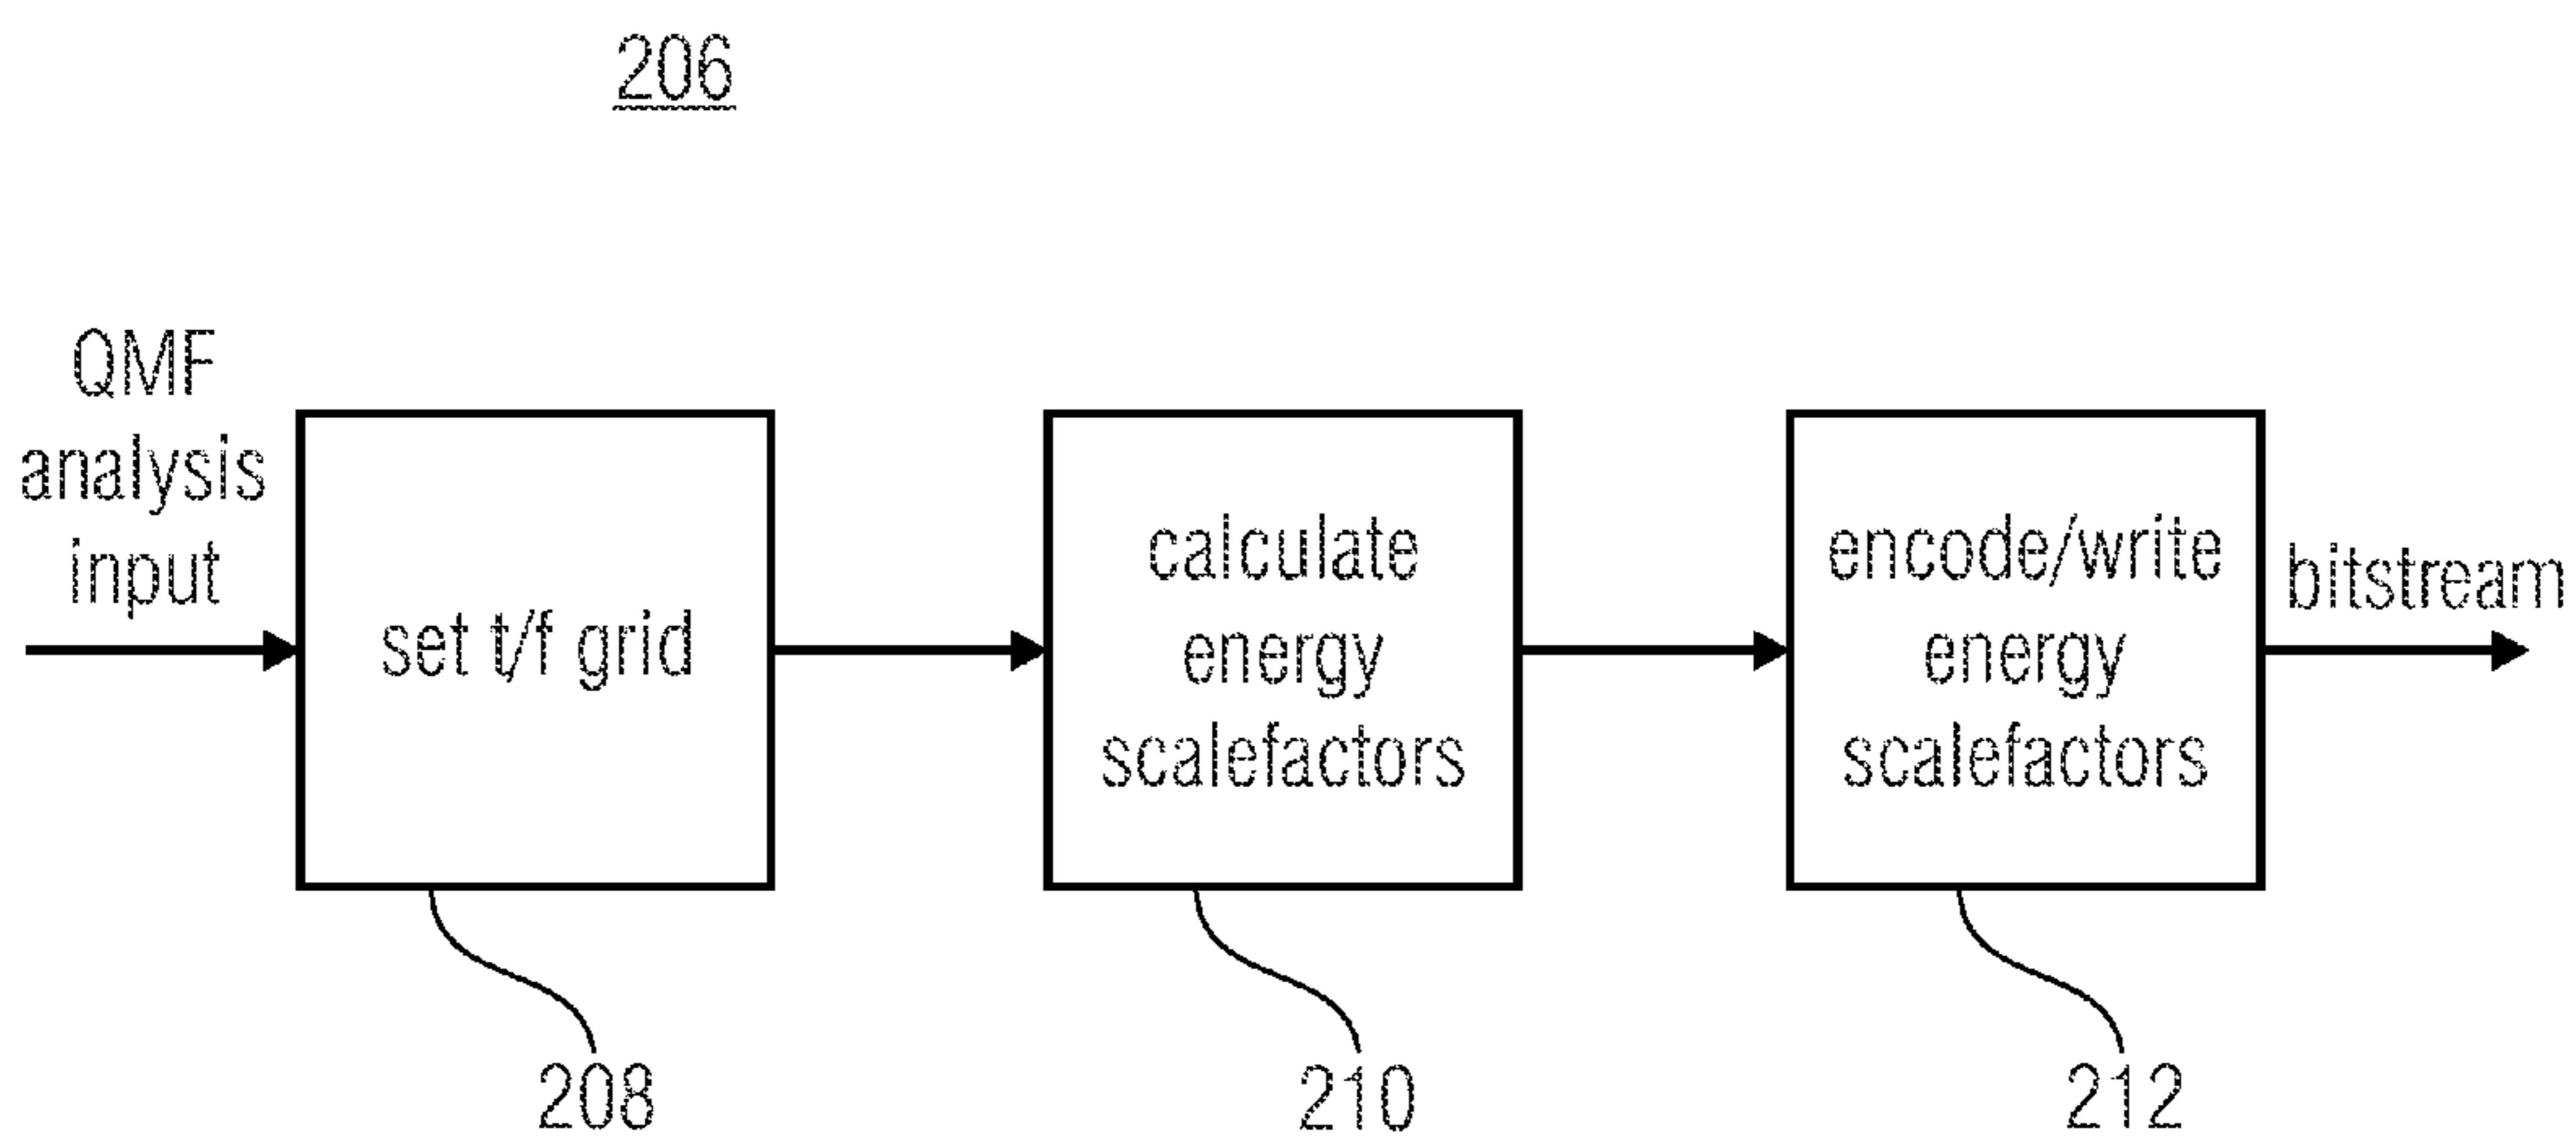 206
QMF
analysis
input
set t/f grid
calculate
energy
scalefactors
encode/write
energy
scalefactors
bitstream
208
210
212